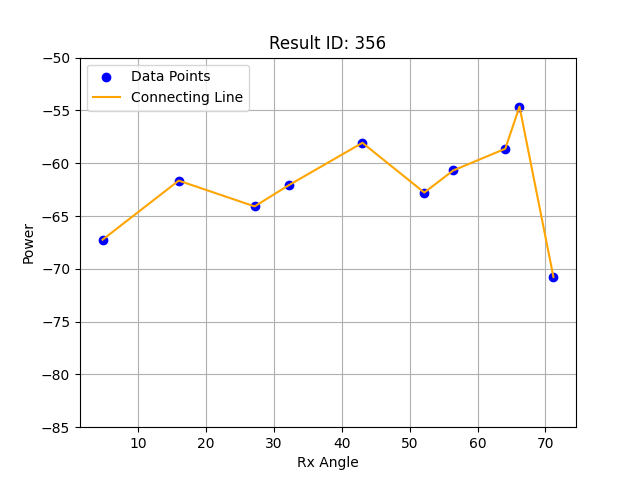 Result ID: 356
Data Points
Connecting Line
Power
−50
−55
−60
−65
−70
−75
−80
−85
10 20 30 40 50 60 70
Rx Angle